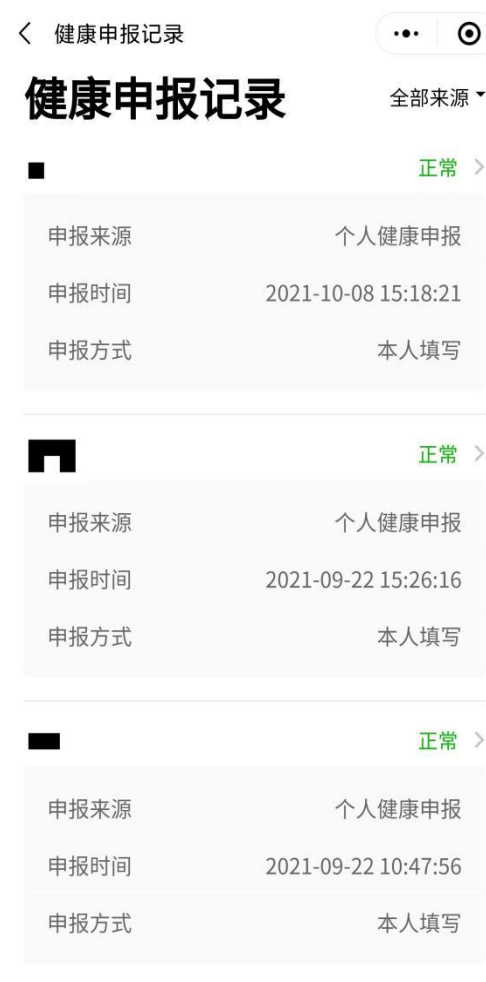 健康申报记录
健康申报记录 全部来源
正常
申报来源 个人健康申报
申报时间 2021-10-08 15:18:21
申报方式 本人填写
正常
申报来源 个人健康申报
申报时间 2021-09-22 15:26:16
申报方式 本人填写
正常
申报来源 个人健康申报
申报时间 2021-09-22 10:47:56
申报方式 本人填写